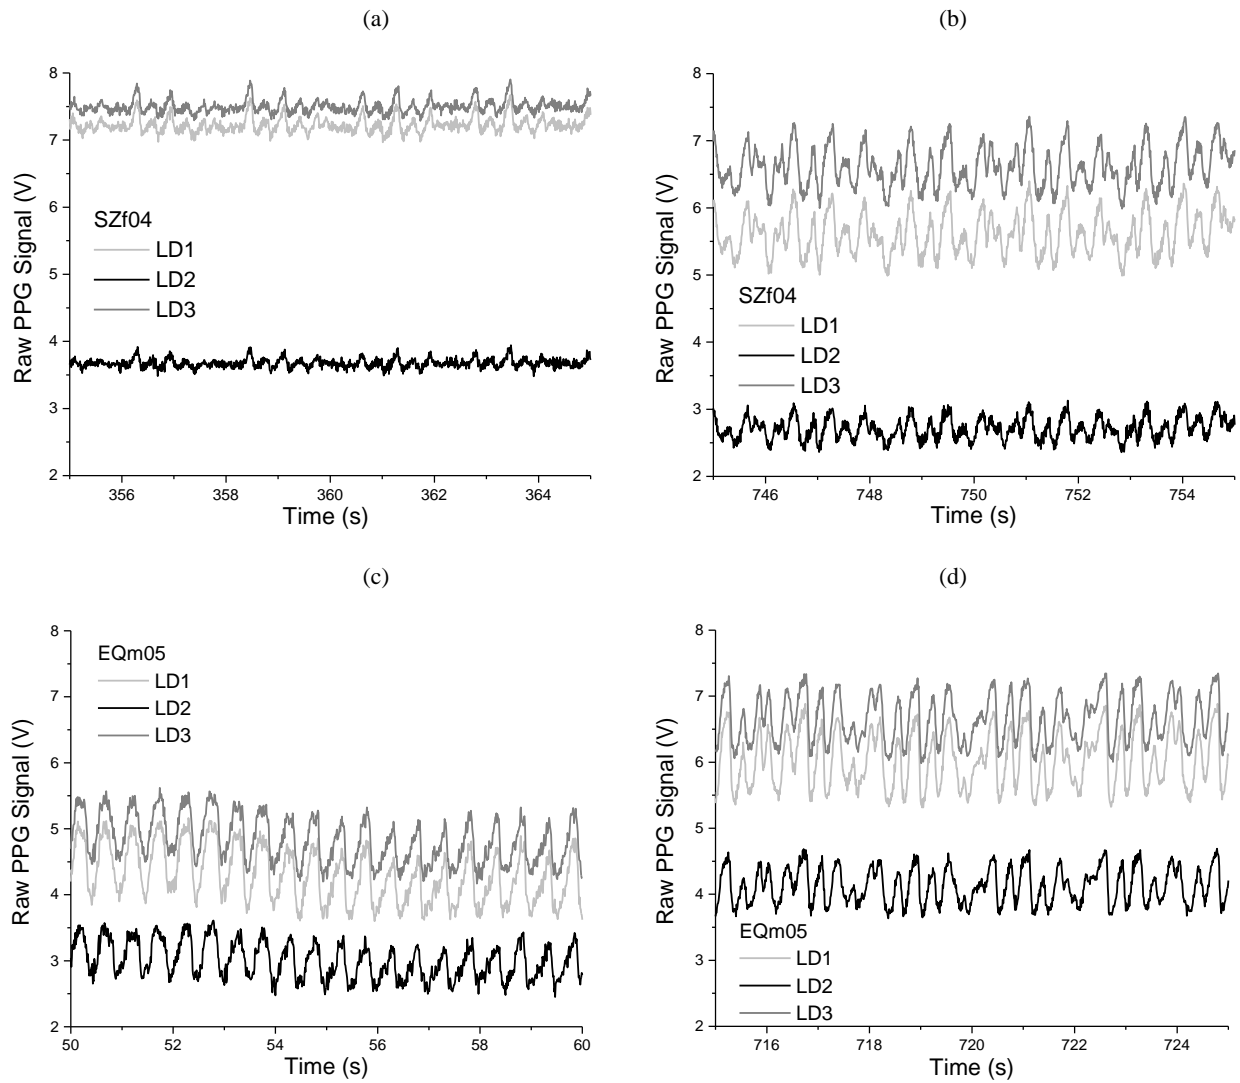 (a)
8
7
6
5
4
3
2
Raw PPG Signal (V)
SZf04
LD1
LD2
LD3
356 358 360 362 364
Time (s)
(b)
8
7
6
5
4
3
2
Raw PPG Signal (V)
SZf04
LD1
LD2
LD3
746 748 750 752 754
Time (s)
(c)
8
7
6
5
4
3
2
Raw PPG Signal (V)
EQm05
LD1
LD2
LD3
50 52 54 56 58 60
Time (s)
(d)
8
7
6
5
4
3
2
Raw PPG Signal (V)
EQm05
LD1
LD2
LD3
716 718 720 722 724
Time (s)